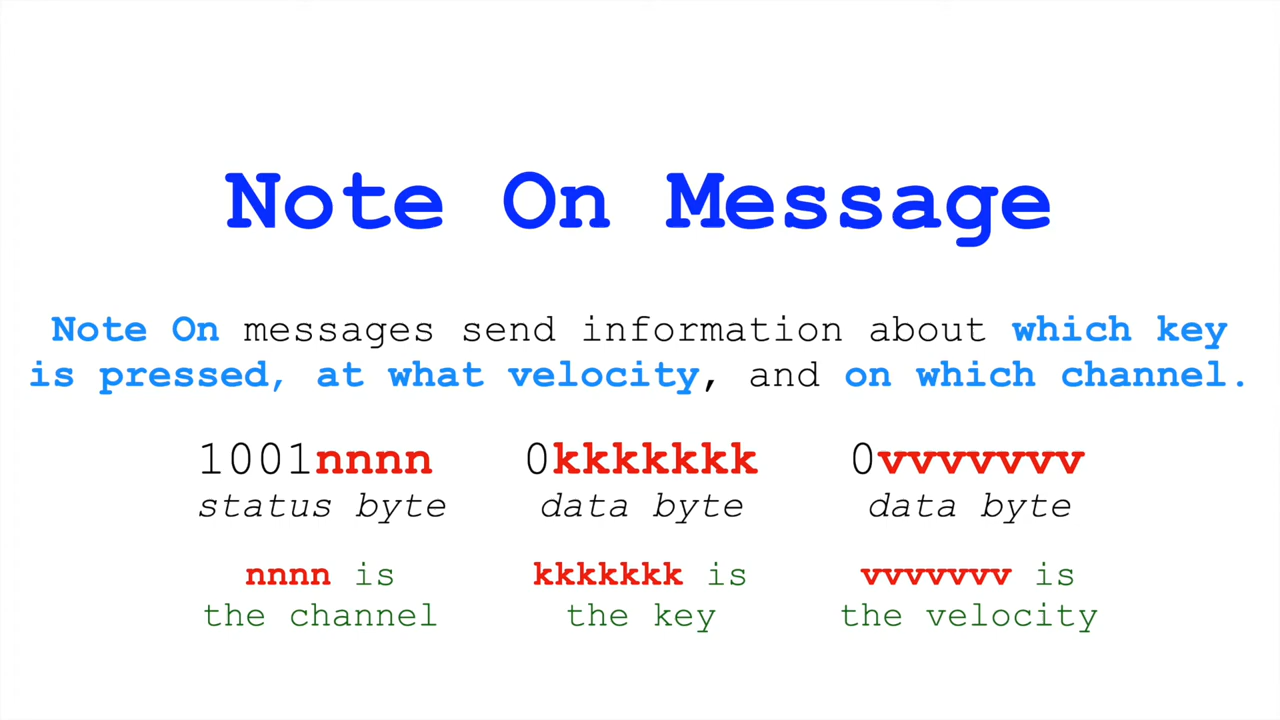 Note On Message
Note On messages send information about which key
is pressed, at what velocity, and on which channel.
1001nnnn 0kkkkkkk 0vvvvvvv
status byte data byte data byte
nnnn is kkkkkkk is vvvvvvv is
the channel the key the velocity